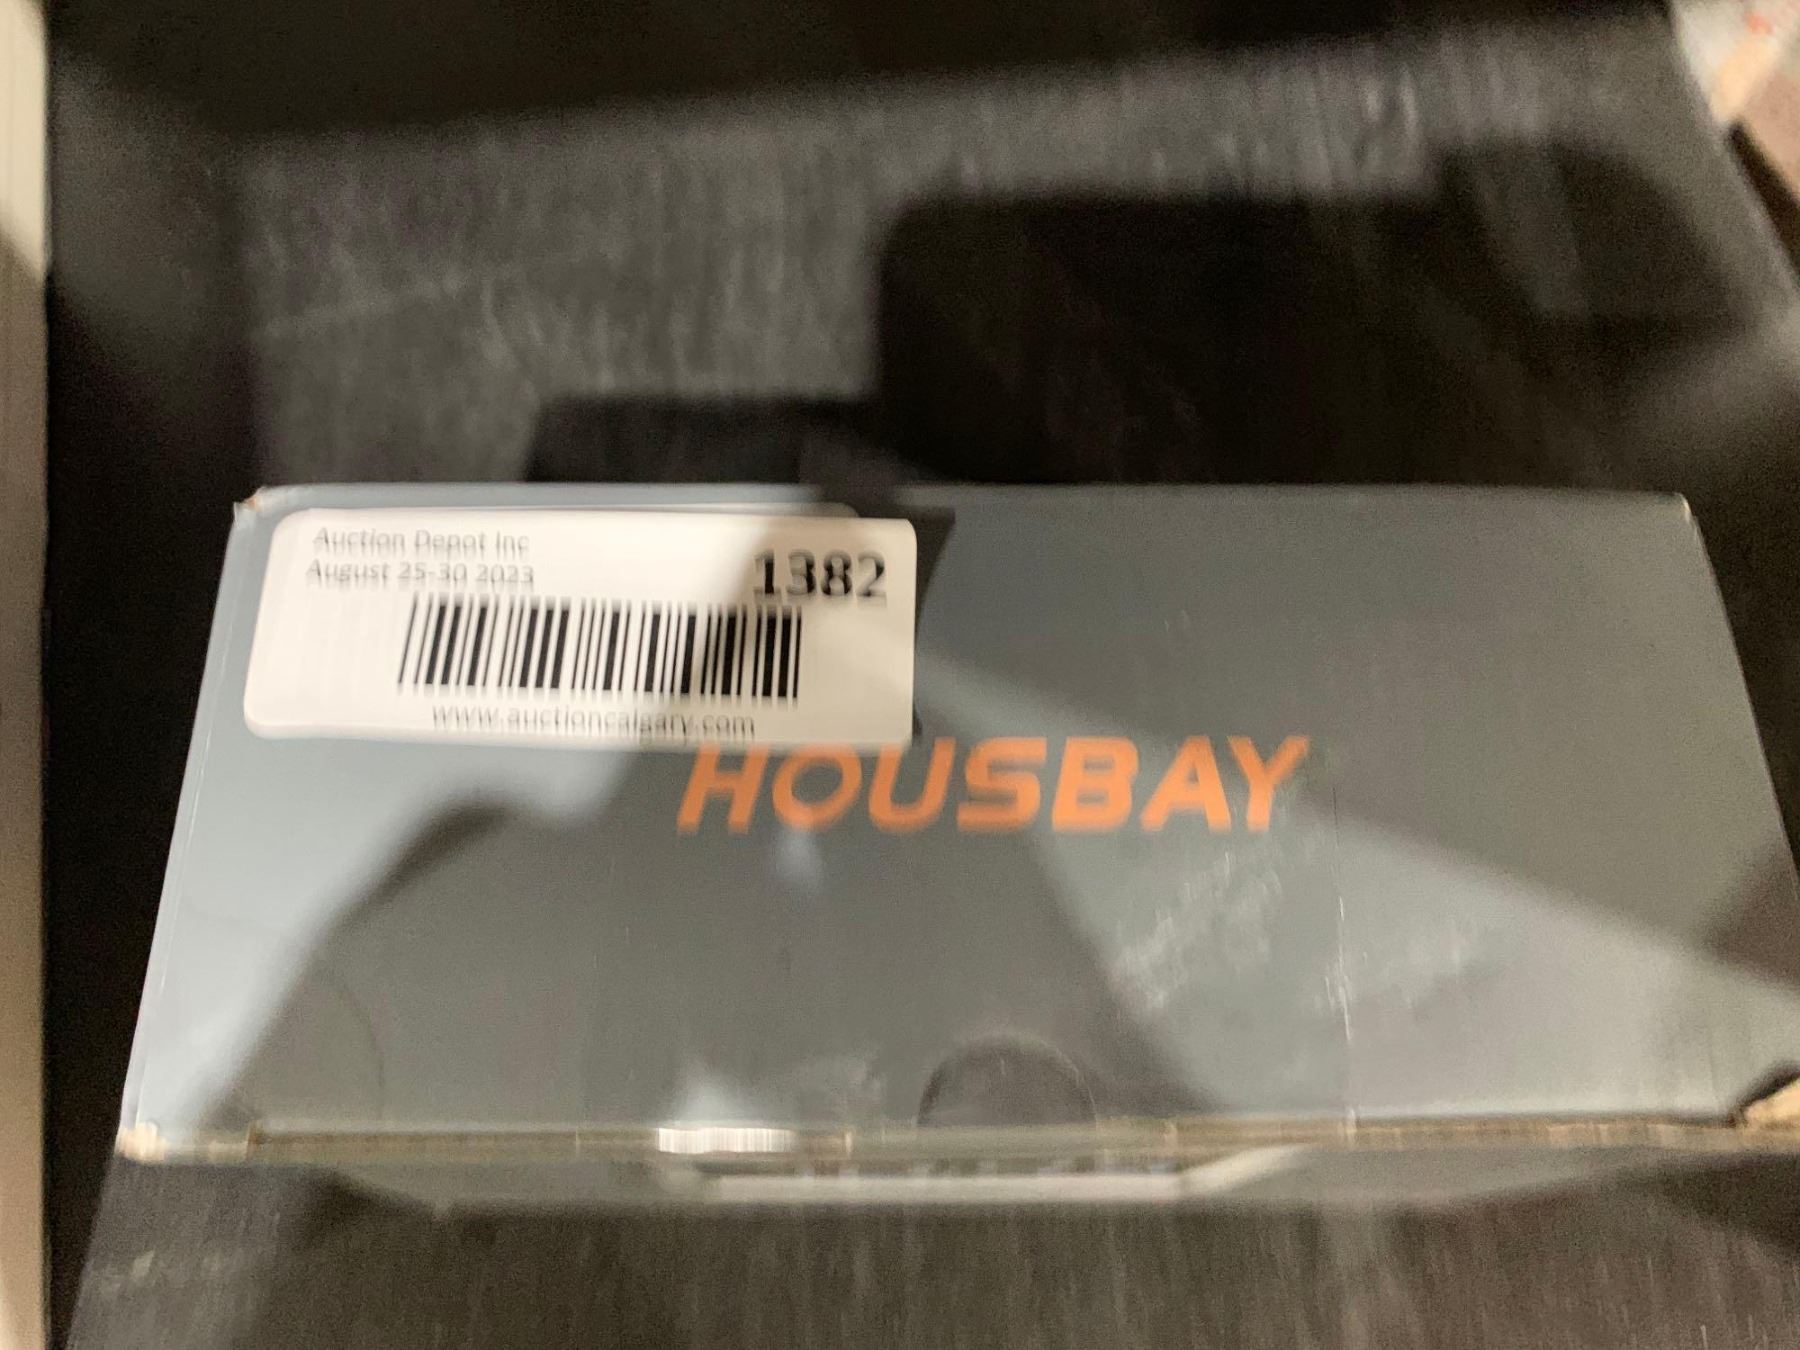 Auction Depot Inc
August 25-30 2023
1382
www.auctioncalgary.com
HOUSBAY